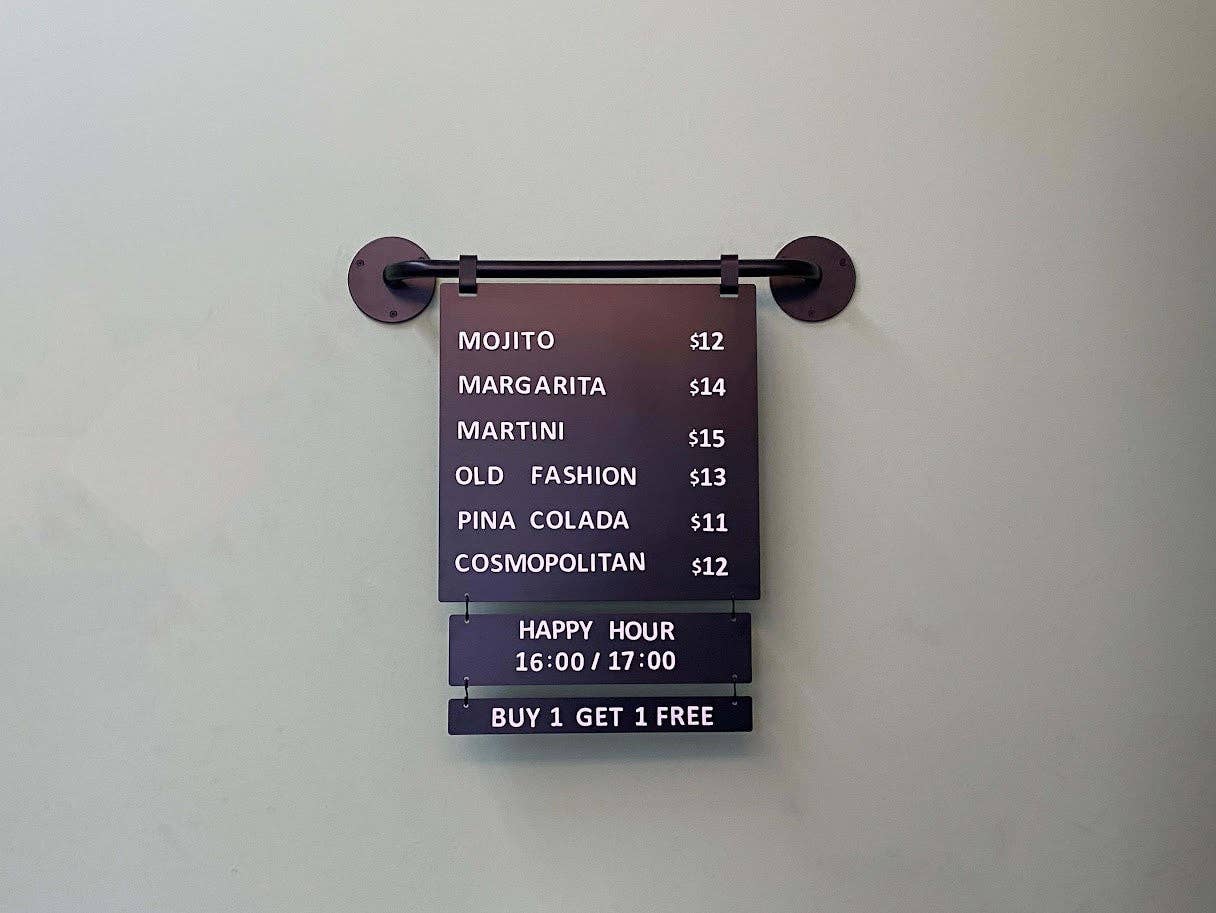 MOJITO $12
MARGARITA $14
MARTINI $15
OLD FASHION $13
PINA COLADA $11
COSMOPOLITAN $12
HAPPY HOUR
16:00 / 17:00
BUY 1 GET 1 FREE